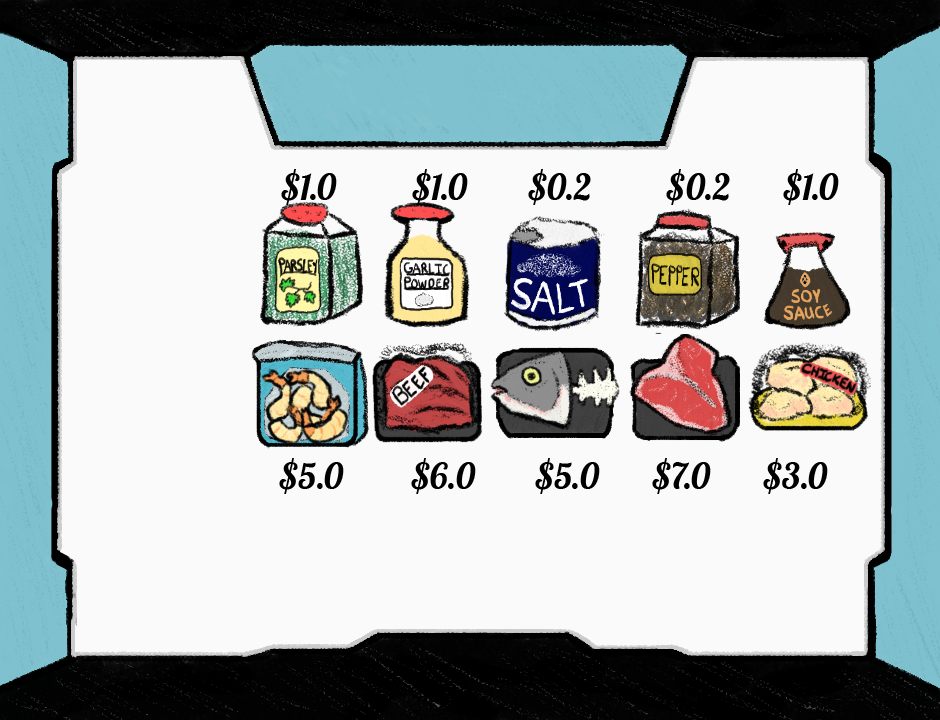 $1.0 $1.0 $0.2 $0.2 $1.0
PARSLEY
GARLIC
POWDER
SALT
PEPPER
SOY
SAUCE
BEEF
CHICKEN
$5.0 $6.0 $5.0 $7.0 $3.0